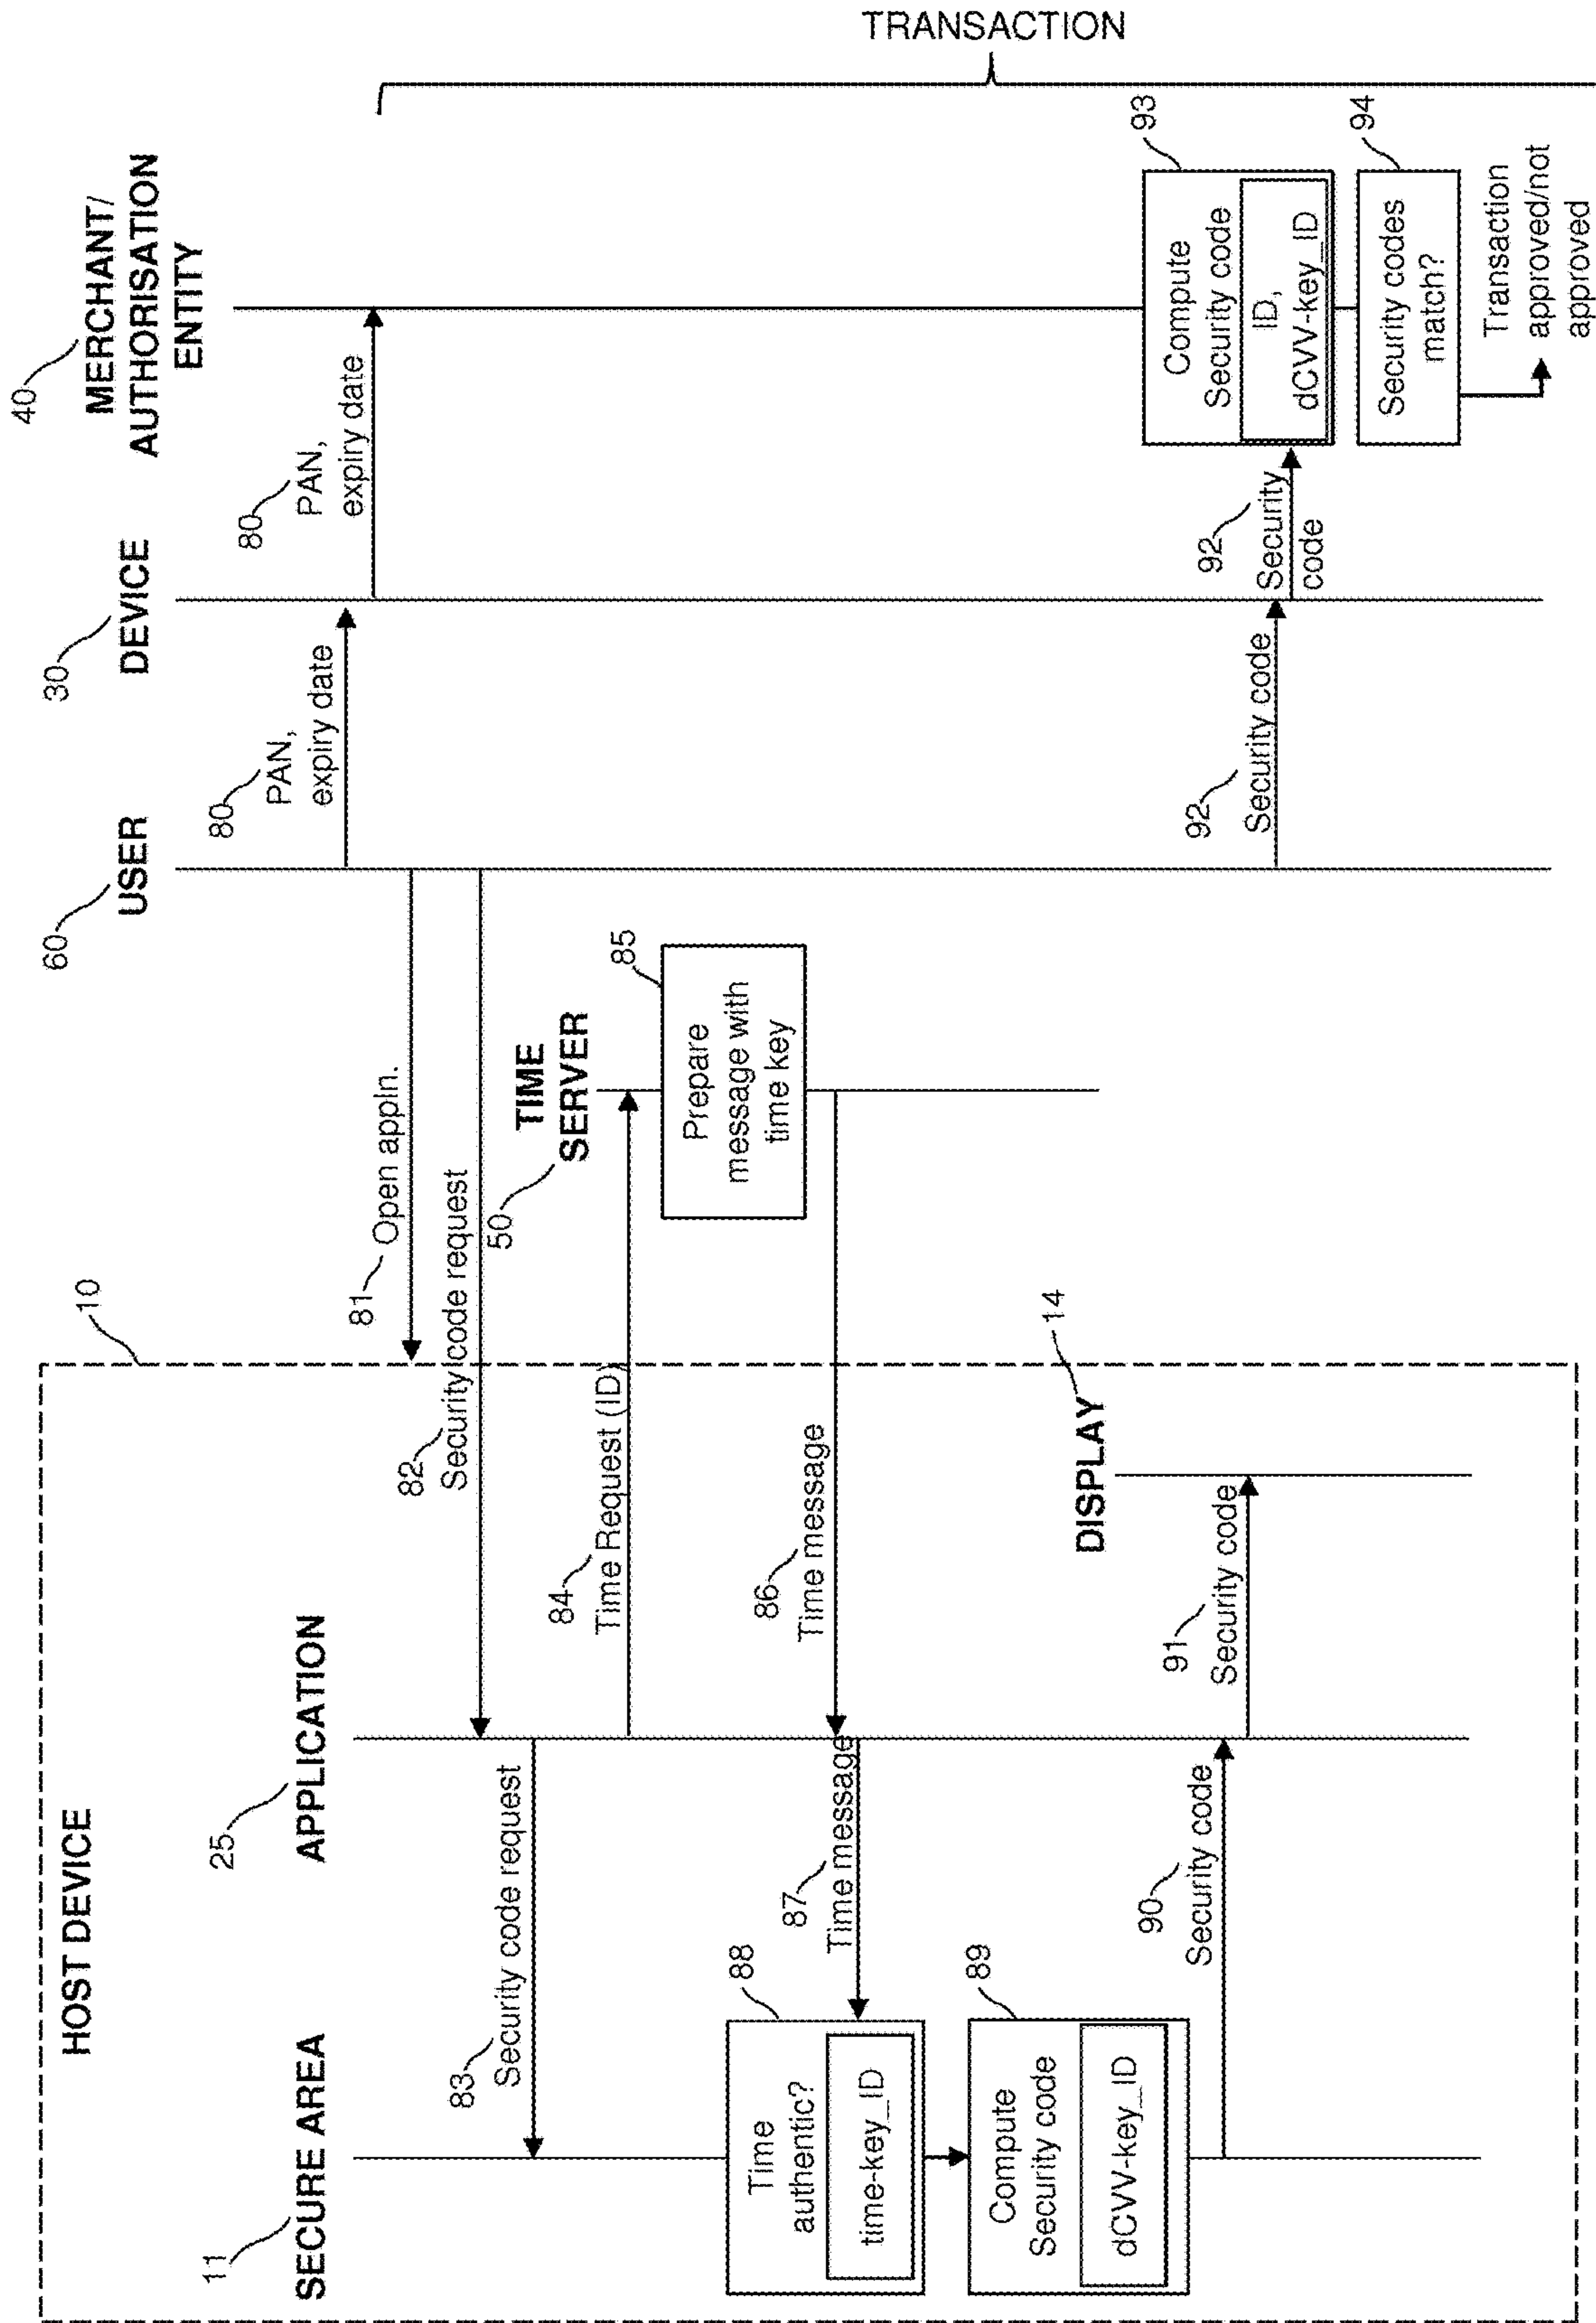 HOST DEVICE
10
11
SECURE AREA
25
APPLICATION
DISPLAY
14
50
TIME
SERVER
60
USER
30
DEVICE
40
MERCHANT/
AUTHORISATION
ENTITY
80
PAN,
expiry date
80
PAN,
expiry date
81
Open appln.
82
Security code request
83
Security code request
84
Time Request (ID)
85
Prepare
message with
time key
86
Time message
87
Time message
88
Time
authentic?
time-key_ID
89
Compute
Security code
dCVV-key_ID
90
Security code
91
Security code
92
Security code
92
Security
code
93
Compute
Security code
ID,
dCVV-key_ID
94
Security codes
match?
Transaction
approved/not
approved
TRANSACTION